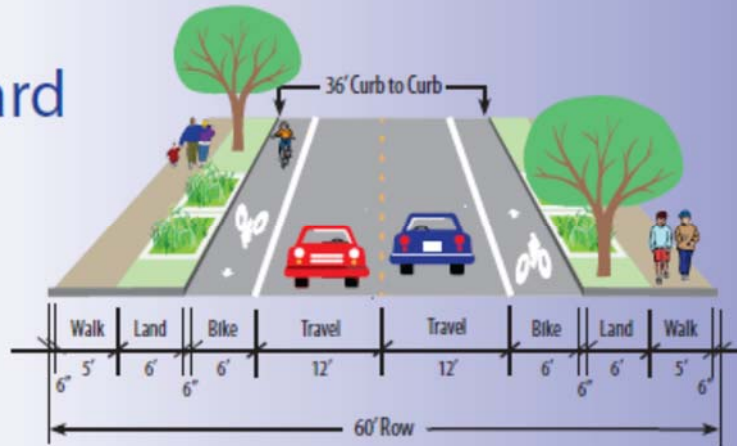 ard
36' Curb to Curb
Walk Land Bike Travel Travel Bike Land Walk
6" 5' 6' 6" 6' 12' 12' 6' 6" 6' 5' 6"
60' Row